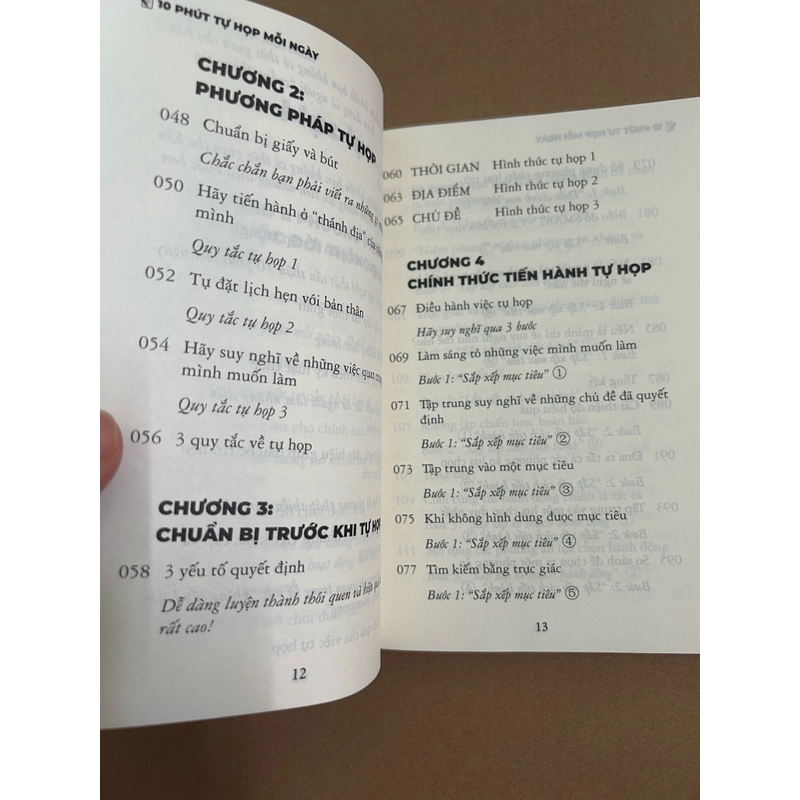 10 PHÚT TỰ HỌP MỖI NGÀY
CHƯƠNG 2:
PHƯƠNG PHÁP TỰ HỌP
048 Chuẩn bị giấy và bút
Chắc chắn bạn phải viết ra những
050 Hãy tiến hành ở “thánh địa” của
mình
Quy tắc tự họp 1
052 Tự đặt lịch hẹn với bản thân
Quy tắc tự họp 2
054 Hãy suy nghĩ về những việc quan
mình muốn làm
Quy tắc tự họp 3
056 3 quy tắc về tự họp
CHƯƠNG 3:
CHUẨN BỊ TRƯỚC KHI TỰ HỌP
058 3 yếu tố quyết định
Dễ dàng luyện thành thói quen và hiệu quả
rất cao!
12
060 THỜI GIAN Hình thức tự họp 1
063 ĐỊA ĐIỂM Hình thức tự họp 2
065 CHỦ ĐỀ Hình thức tự họp 3
CHƯƠNG 4
CHÍNH THỨC TIẾN HÀNH TỰ HỌP
067 Điều hành việc tự họp
Hãy suy nghĩ qua 3 bước
069 Làm sáng tỏ những việc mình muốn làm
Bước 1: “Sắp xếp mục tiêu” ①
071 Tập trung suy nghĩ về những chủ đề đã quyết
định
Bước 1: “Sắp xếp mục tiêu” ②
073 Tập trung vào một mục tiêu
Bước 1: “Sắp xếp mục tiêu” ③
075 Khi không hình dung được mục tiêu
Bước 1: “Sắp xếp mục tiêu” ④
077 Tìm kiếm bằng trực giác
Bước 1: “Sắp xếp mục tiêu” ⑤
13